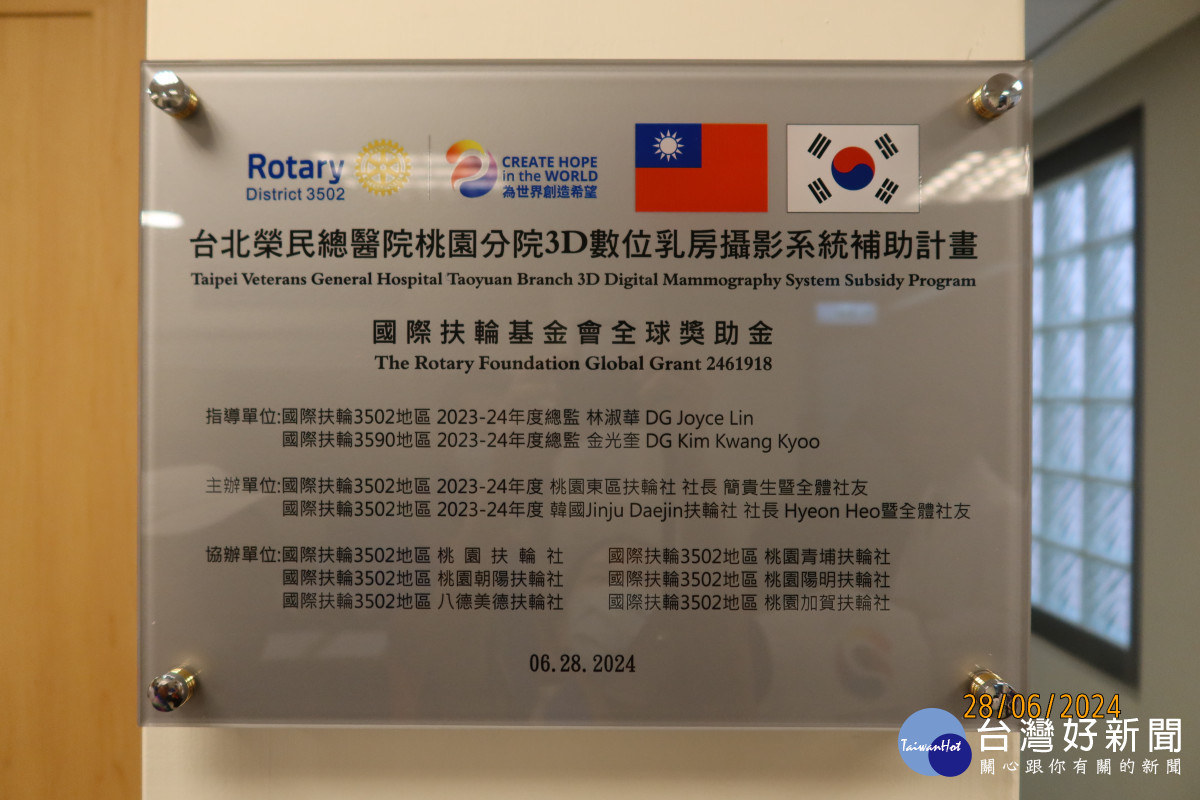 Rotary
District 3502
CREATE HOPE
in the WORLD
為世界創造希望
台北榮民總醫院桃園分院3D數位乳房攝影系統補助計畫
Taipei Veterans General Hospital Taoyuan Branch 3D Digital Mammography System Subsidy Program
國際扶輪基金會全球獎助金
The Rotary Foundation Global Grant 2461918
指導單位:國際扶輪3502地區 2023-24年度總監 林淑華 DG Joyce Lin
國際扶輪3590地區 2023-24年度總監 金光奎 DG Kim Kwang Kyoo
主辦單位:國際扶輪3502地區 2023-24年度 桃園東區扶輪社 社長 簡貴生暨全體社友
國際扶輪3502地區 2023-24年度 韓國Jinju Daejin扶輪社 社長 Hyeon Heo暨全體社友
協辦單位:國際扶輪3502地區 桃園扶輪社 國際扶輪3502地區 桃園青埔扶輪社
國際扶輪3502地區 桃園朝陽扶輪社 國際扶輪3502地區 桃園陽明扶輪社
國際扶輪3502地區 八德美德扶輪社 國際扶輪3502地區 桃園加賀扶輪社
06.28.2024
28/06/2024
TaiwanHot
台灣好新聞
關心跟你有關的新聞